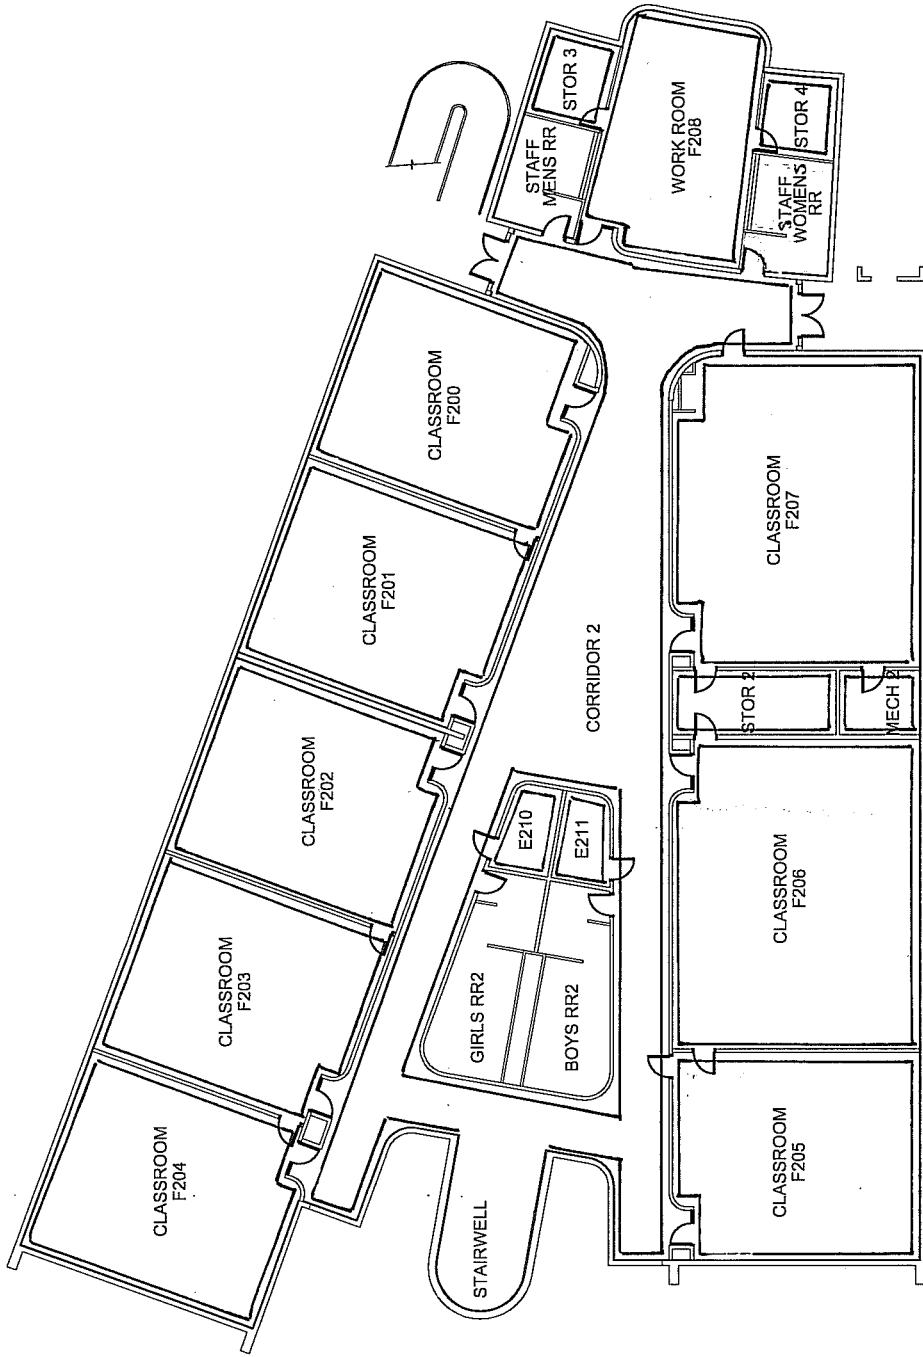 STOR 3
STAFF
MENS RR
WORK ROOM
F208
STOR 4
STAFF
WOMENS
RR
CLASSROOM
F200
CLASSROOM
F201
CLASSROOM
F202
CLASSROOM
F203
CLASSROOM
F204
CORRIDOR 2
CLASSROOM
F207
STOR 2
MECH 2
E210
E211
GIRLS RR2
BOYS RR2
CLASSROOM
F206
CLASSROOM
F205
STAIRWELL